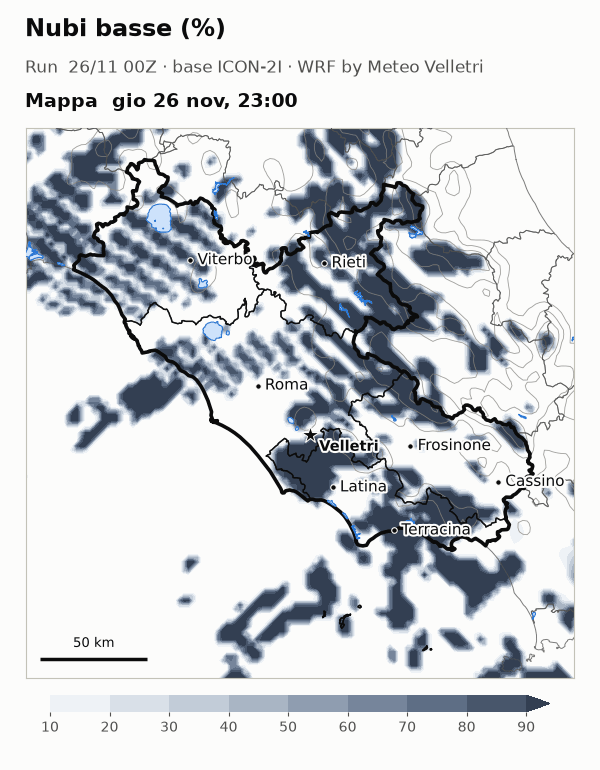 Nubi basse (%)
Run 26/11 00Z · base ICON-2I · WRF by Meteo Velletri
Mappa gio 26 nov, 23:00
Viterbo
Rieti
Roma
Velletri
Frosinone
Latina
Cassino
Terracina
50 km
10 20 30 40 50 60 70 80 90